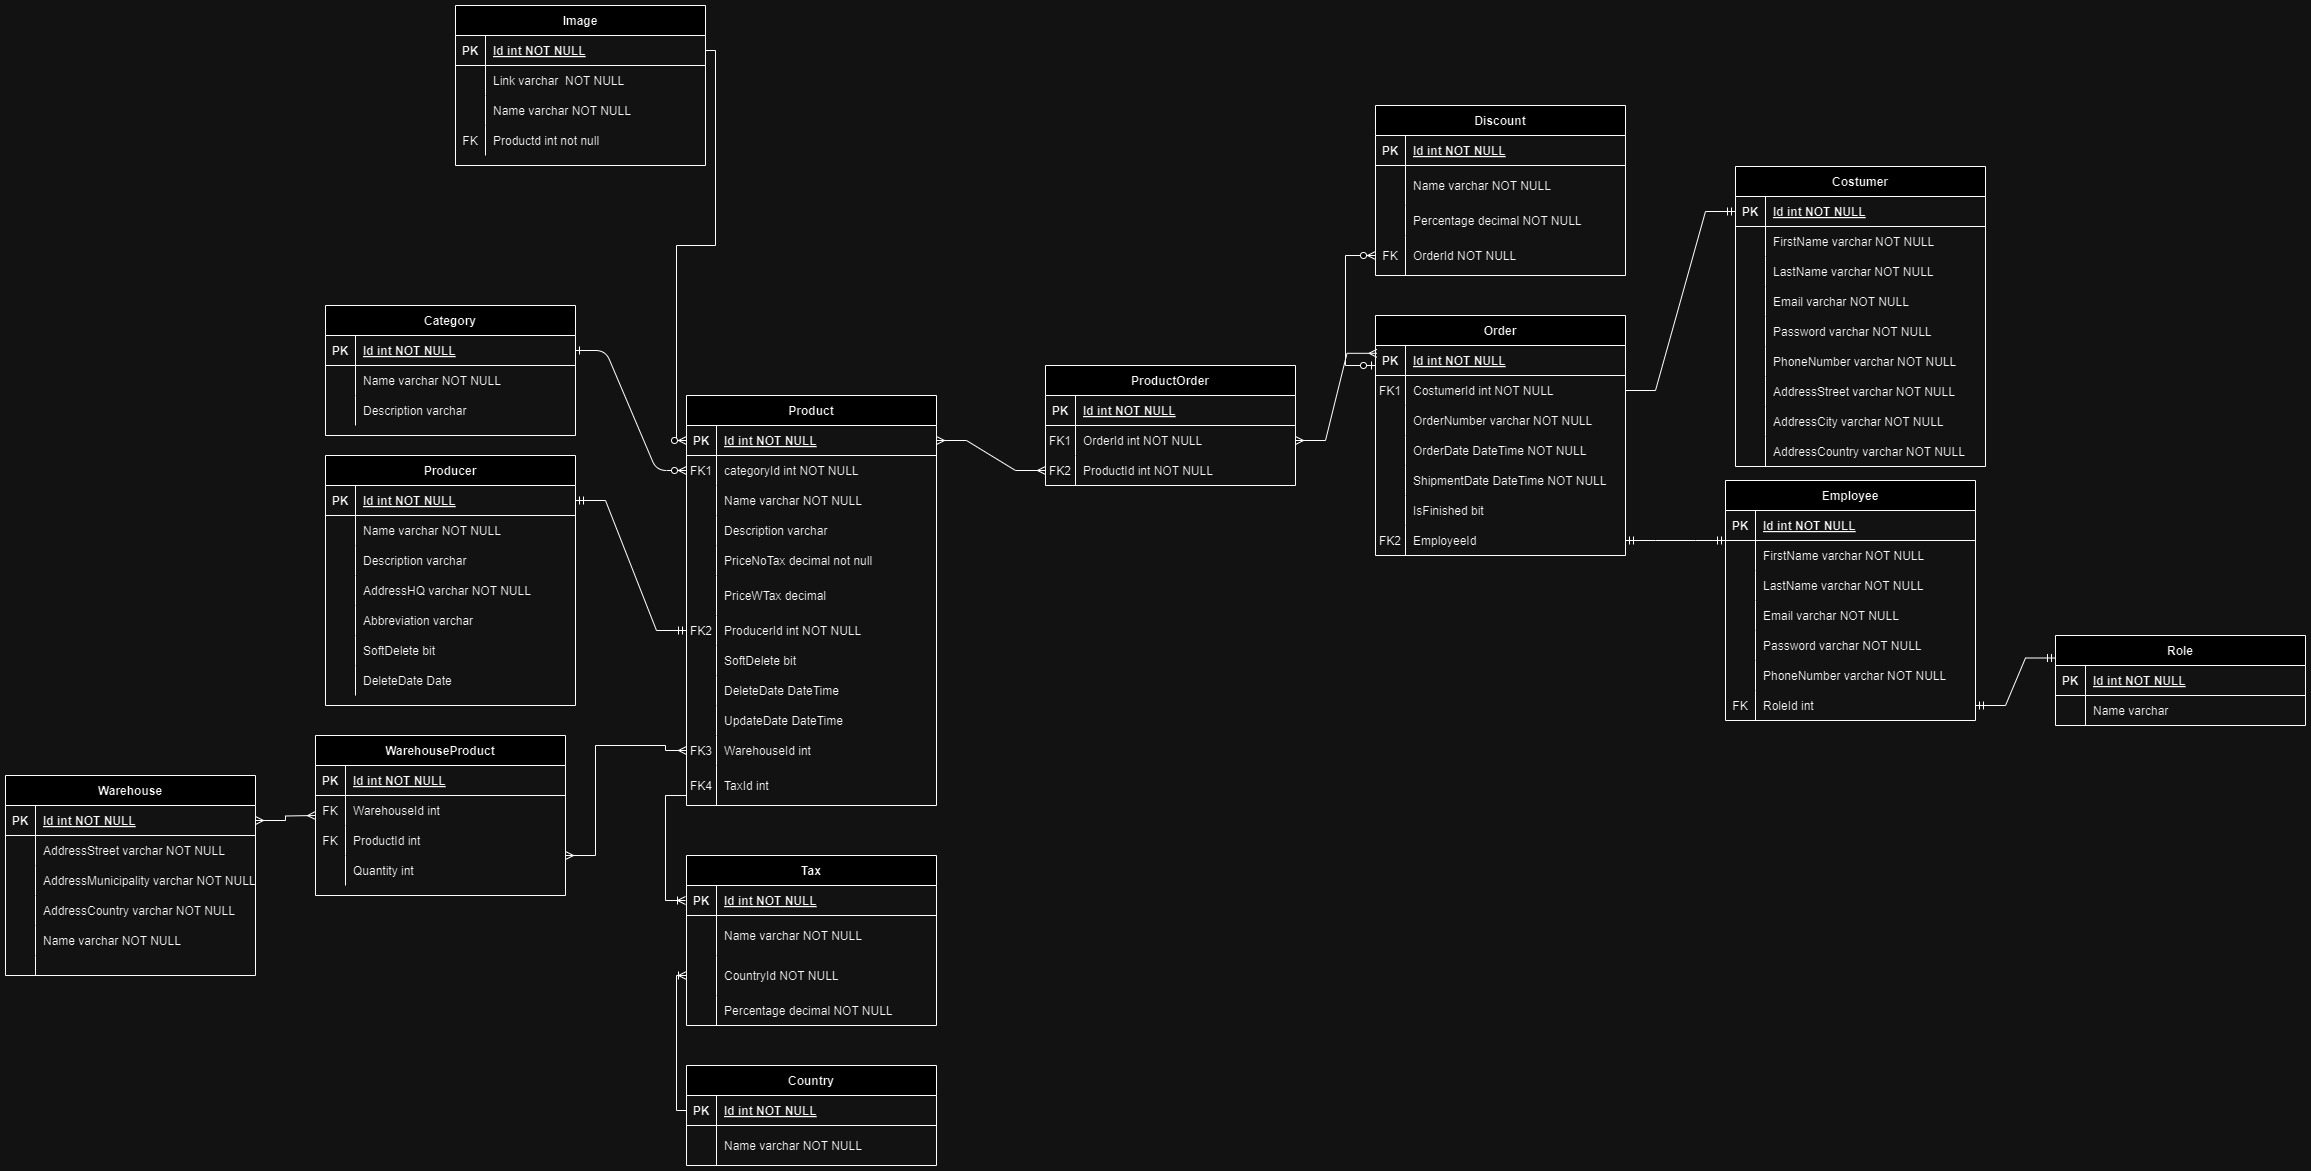 Image
PK Id int NOT NULL
Link varchar  NOT NULL
Name varchar NOT NULL
FK Productd int not null
Discount
PK Id int NOT NULL
Name varchar NOT NULL
Percentage decimal NOT NULL
FK OrderId NOT NULL
Costumer
PK Id int NOT NULL
FirstName varchar NOT NULL
LastName varchar NOT NULL
Email varchar NOT NULL
Password varchar NOT NULL
PhoneNumber varchar NOT NULL
AddressStreet varchar NOT NULL
AddressCity varchar NOT NULL
AddressCountry varchar NOT NULL
Category
PK Id int NOT NULL
Name varchar NOT NULL
Description varchar
Order
PK Id int NOT NULL
FK1 CostumerId int NOT NULL
OrderNumber varchar NOT NULL
OrderDate DateTime NOT NULL
ShipmentDate DateTime NOT NULL
IsFinished bit
FK2 EmployeeId
ProductOrder
PK Id int NOT NULL
FK1 OrderId int NOT NULL
FK2 ProductId int NOT NULL
Product
PK Id int NOT NULL
FK1 categoryId int NOT NULL
Name varchar NOT NULL
Description varchar
PriceNoTax decimal not null
PriceWTax decimal
FK2 ProducerId int NOT NULL
SoftDelete bit
DeleteDate DateTime
UpdateDate DateTime
FK3 WarehouseId int
FK4 TaxId int
Producer
PK Id int NOT NULL
Name varchar NOT NULL
Description varchar
AddressHQ varchar NOT NULL
Abbreviation varchar
SoftDelete bit
DeleteDate Date
Employee
PK Id int NOT NULL
FirstName varchar NOT NULL
LastName varchar NOT NULL
Email varchar NOT NULL
Password varchar NOT NULL
PhoneNumber varchar NOT NULL
FK RoleId int
Role
PK Id int NOT NULL
Name varchar
WarehouseProduct
PK Id int NOT NULL
FK WarehouseId int
FK ProductId int
Quantity int
Warehouse
PK Id int NOT NULL
AddressStreet varchar NOT NULL
AddressMunicipality varchar NOT NULL
AddressCountry varchar NOT NULL
Name varchar NOT NULL
Tax
PK Id int NOT NULL
Name varchar NOT NULL
CountryId NOT NULL
Percentage decimal NOT NULL
Country
PK Id int NOT NULL
Name varchar NOT NULL